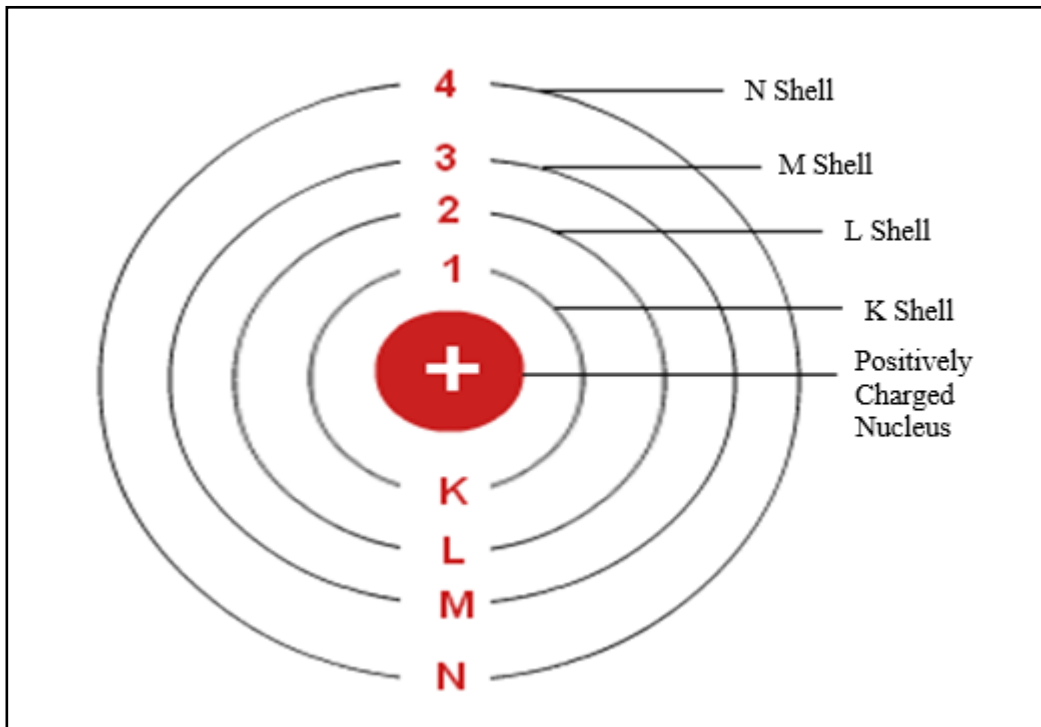 4
N Shell
3
M Shell
2
L Shell
1
K Shell
+
Positively
Charged
Nucleus
K
L
M
N